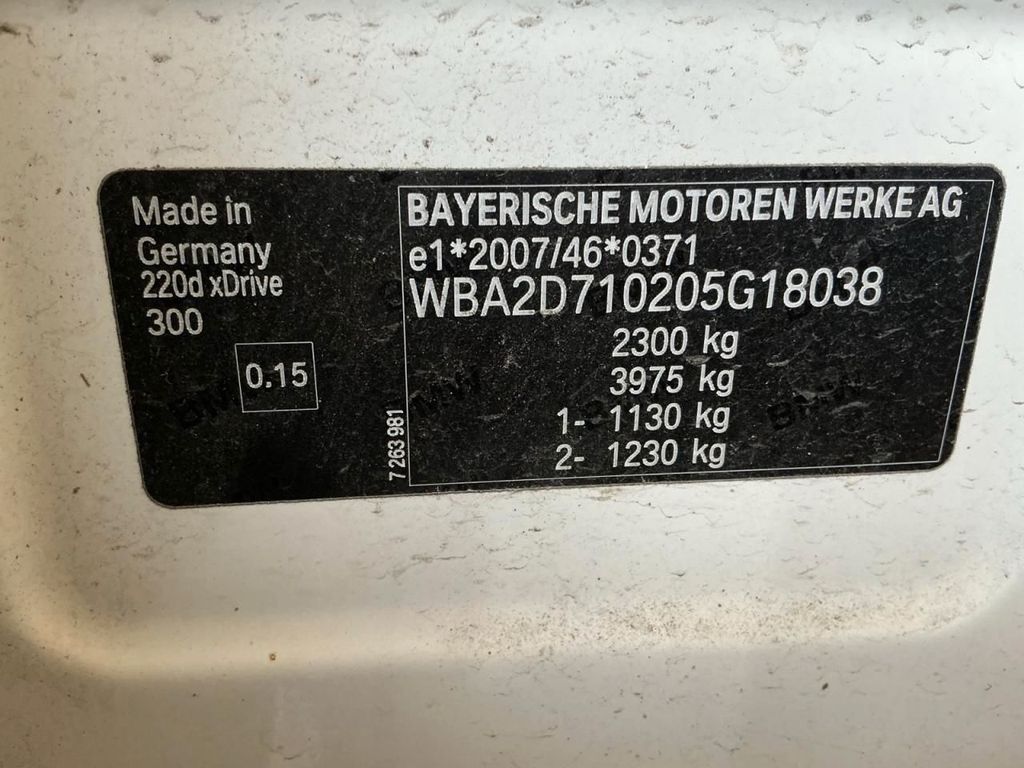 Made in
Germany
220d xDrive
300
0.15
7 263 981
BAYERISCHE MOTOREN WERKE AG
e1*2007/46*0371
WBA2D710205G18038
2300 kg
3975 kg
1- 1130 kg
2- 1230 kg